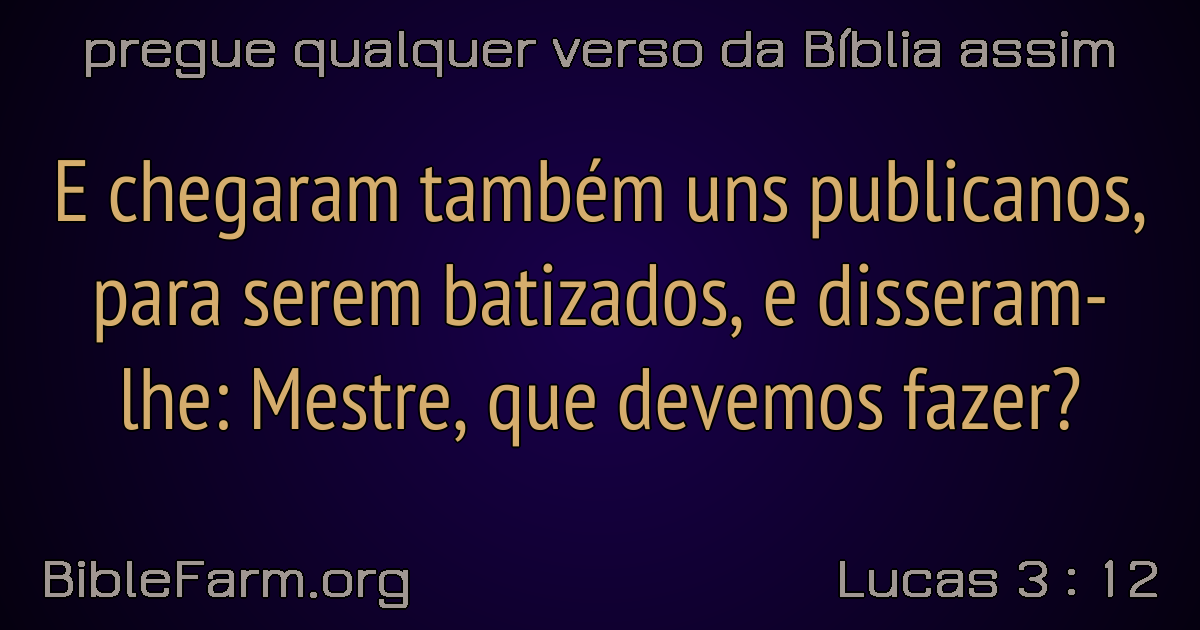 pregue qualquer verso da Bíblia assim
E chegaram também uns publicanos,
para serem batizados, e disseram-
lhe: Mestre, que devemos fazer?
BibleFarm.org
Lucas 3 : 12